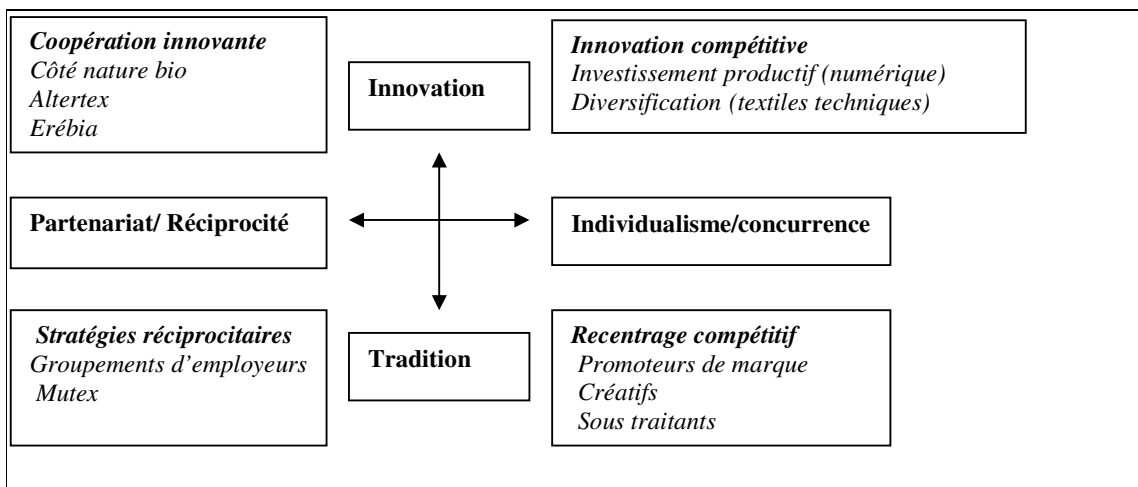 Coopération innovante
Côté nature bio
Altertex
Erébia
Innovation
Innovation compétitive
Investissement productif (numérique)
Diversification (textiles techniques)
Partenariat/ Réciprocité
Individualisme/concurrence
Stratégies réciprocitaires
Groupements d’employeurs
Mutex
Tradition
Recentrage compétitif
Promoteurs de marque
Créatifs
Sous traitants